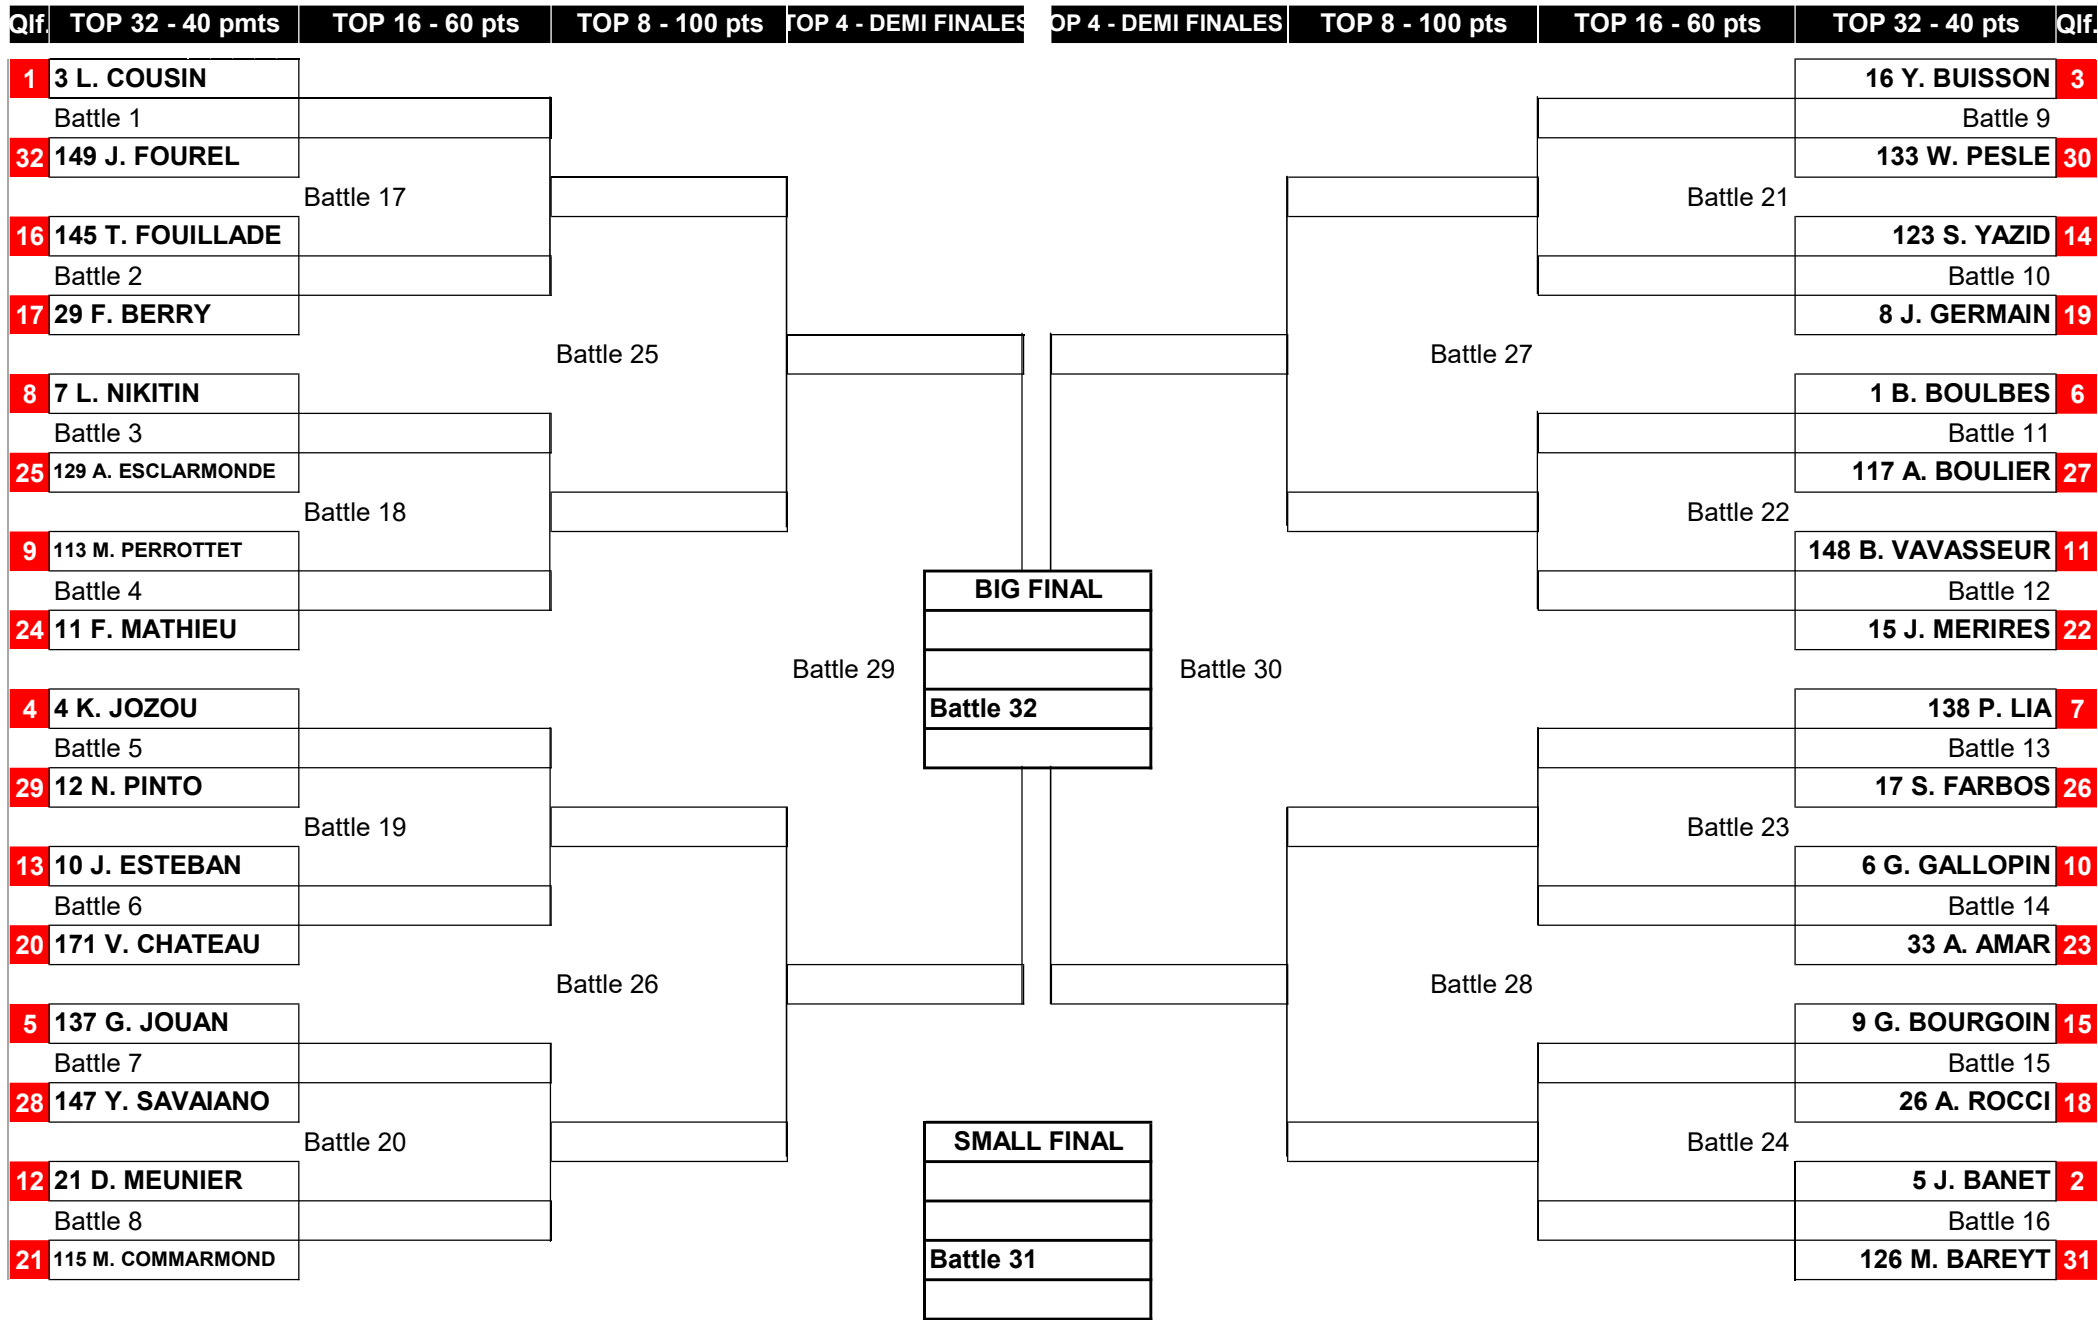 Qlf. TOP 32 - 40 pmts TOP 16 - 60 pts TOP 8 - 100 pts TOP 4 - DEMI FINALES OP 4 - DEMI FINALES TOP 8 - 100 pts TOP 16 - 60 pts TOP 32 - 40 pts Qlf.
1 3 L. COUSIN 16 Y. BUISSON 3
Battle 1 Battle 9
32 149 J. FOUREL 133 W. PESLE 30
Battle 17 Battle 21
16 145 T. FOUILLADE 123 S. YAZID 14
Battle 2 Battle 10
17 29 F. BERRY 8 J. GERMAIN 19
Battle 25 Battle 27
8 7 L. NIKITIN 1 B. BOULBES 6
Battle 3 Battle 11
25 129 A. ESCLARMONDE 117 A. BOULIER 27
Battle 18 Battle 22
9 113 M. PERROTTET 148 B. VAVASSEUR 11
Battle 4 BIG FINAL Battle 12
24 11 F. MATHIEU 15 J. MERIRES 22
Battle 29 Battle 30
4 4 K. JOZOU Battle 32 138 P. LIA 7
Battle 5 Battle 13
29 12 N. PINTO 17 S. FARBOS 26
Battle 19 Battle 23
13 10 J. ESTEBAN 6 G. GALLOPIN 10
Battle 6 Battle 14
20 171 V. CHATEAU 33 A. AMAR 23
Battle 26 Battle 28
5 137 G. JOUAN 9 G. BOURGOIN 15
Battle 7 Battle 15
28 147 Y. SAVAIANO 26 A. ROCCI 18
Battle 20 SMALL FINAL Battle 24
12 21 D. MEUNIER 5 J. BANET 2
Battle 8 Battle 16
21 115 M. COMMARMOND Battle 31 126 M. BAREYT 31